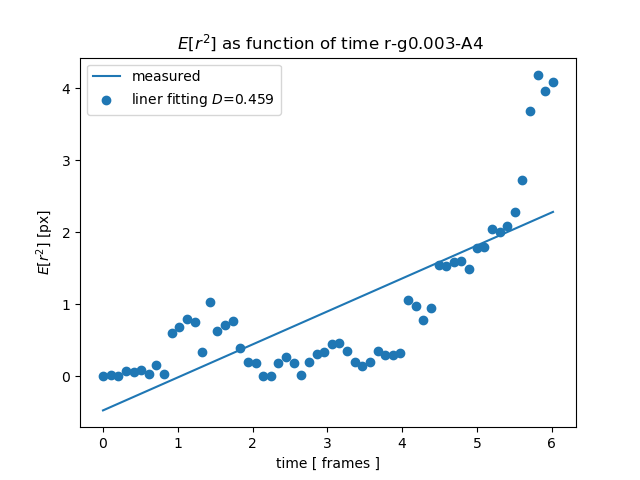 E[r²] as function of time r-g0.003-A4
measured
liner fitting D=0.459
4
3
2
1
0
E[r²] [px]
0 1 2 3 4 5 6
time [ frames ]